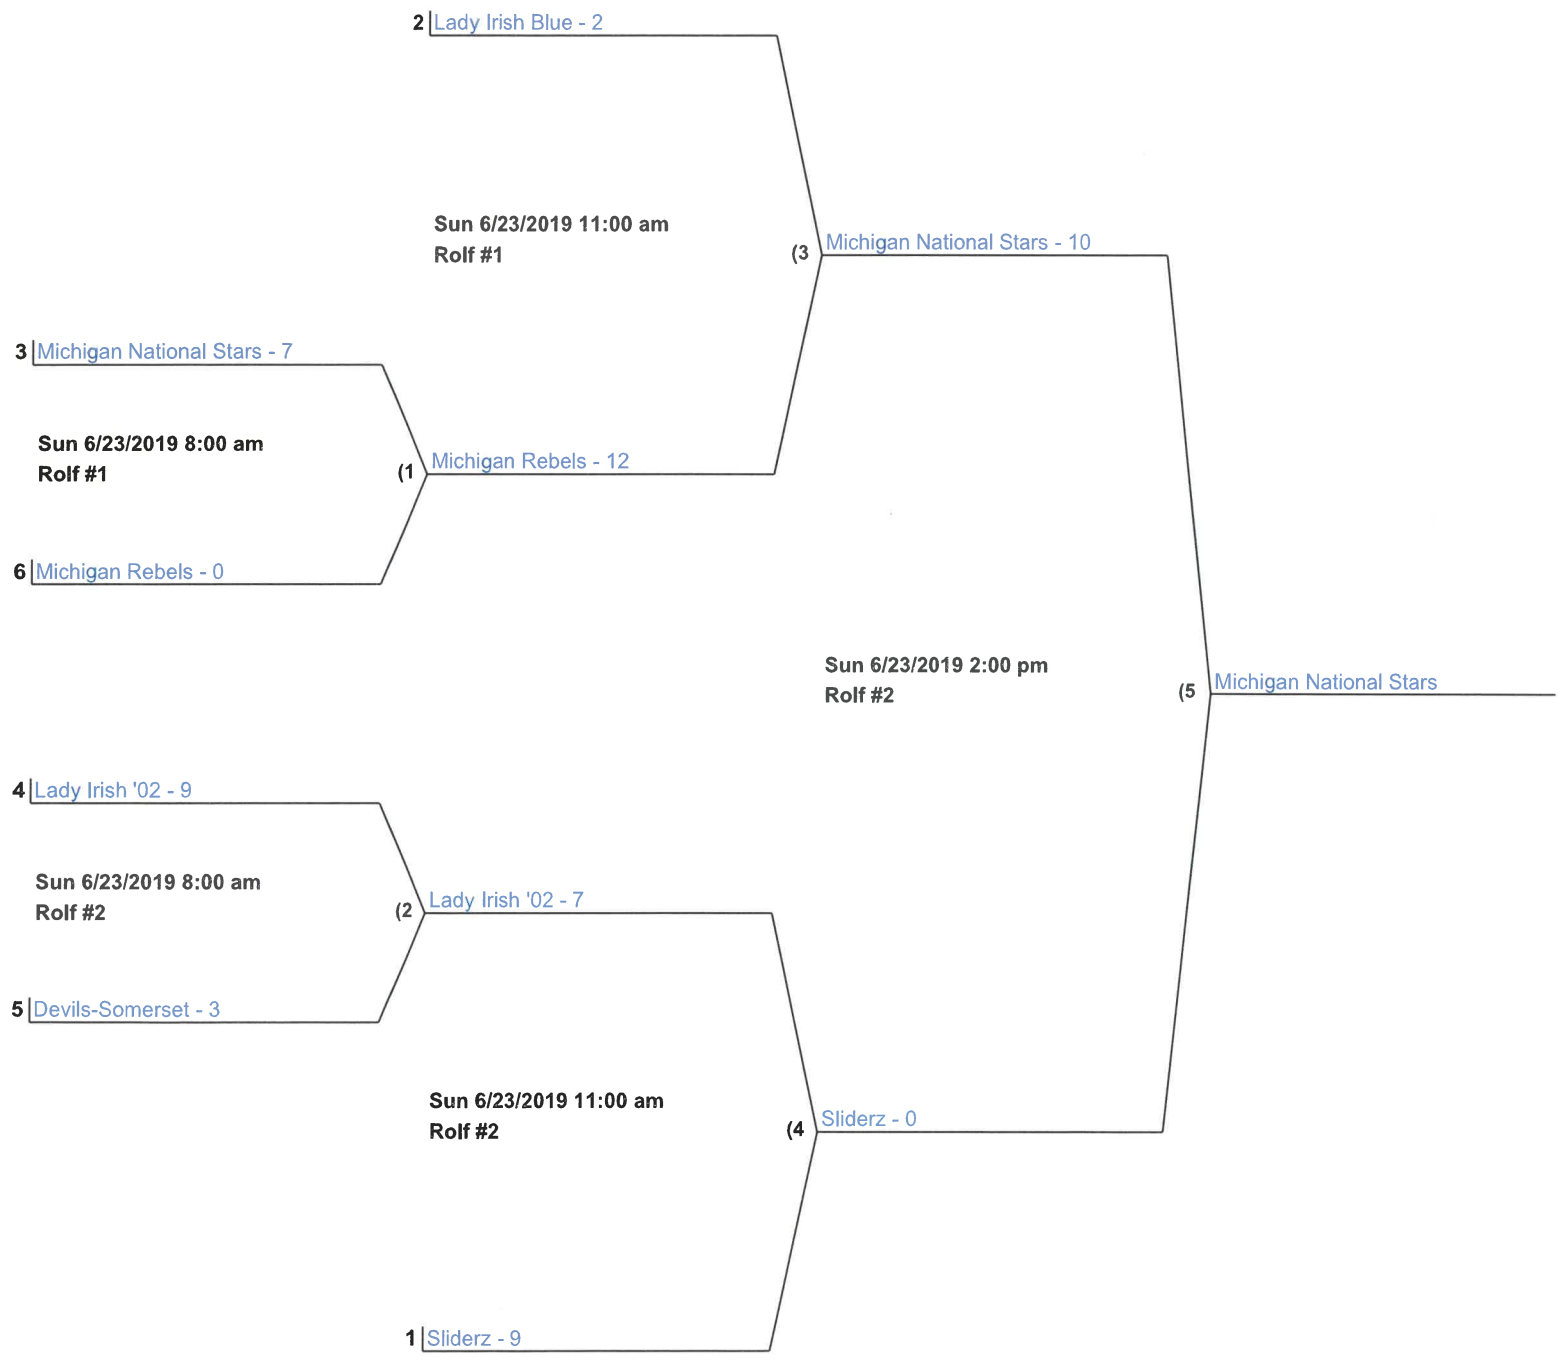 2 Lady Irish Blue - 2
Sun 6/23/2019 11:00 am
Rolf #1
(3 Michigan National Stars - 10
3 Michigan National Stars - 7
Sun 6/23/2019 8:00 am
Rolf #1
(1 Michigan Rebels - 12
6 Michigan Rebels - 0
Sun 6/23/2019 2:00 pm
Rolf #2
(5 Michigan National Stars
4 Lady Irish '02 - 9
Sun 6/23/2019 8:00 am
Rolf #2
(2 Lady Irish '02 - 7
5 Devils-Somerset - 3
Sun 6/23/2019 11:00 am
Rolf #2
(4 Sliderz - 0
1 Sliderz - 9